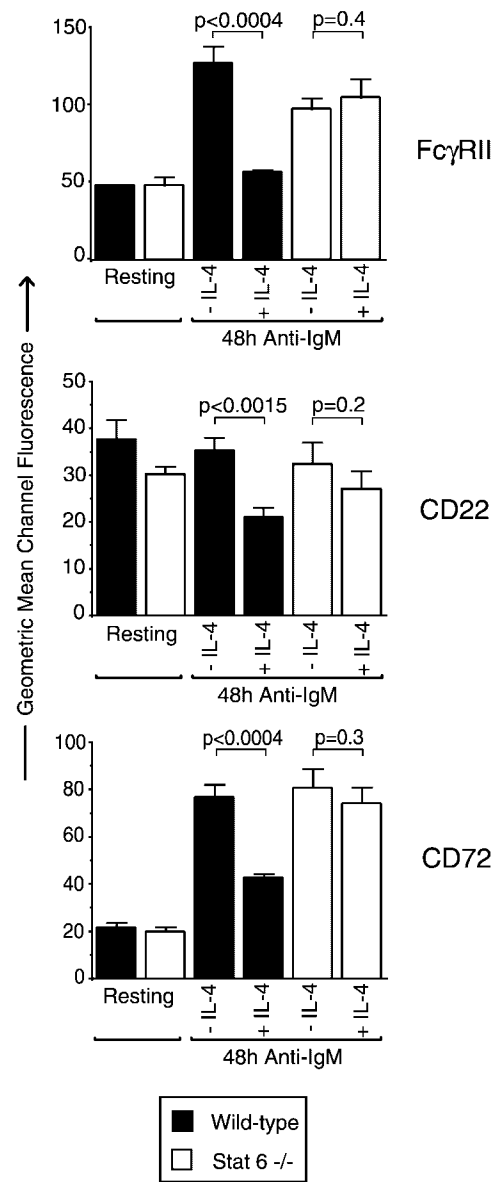 Geometric Mean Channel Fluorescence
p<0.0004 p=0.4
150
100
50
0
FcγRII
Resting
- IL-4
+ IL-4
- IL-4
+ IL-4
48h Anti-IgM
50
40
30
20
10
0
p<0.0015 p=0.2
CD22
Resting
- IL-4
+ IL-4
- IL-4
+ IL-4
48h Anti-IgM
100
80
60
40
20
0
p<0.0004 p=0.3
CD72
Resting
- IL-4
+ IL-4
- IL-4
+ IL-4
48h Anti-IgM
Wild-type
Stat 6 -/-